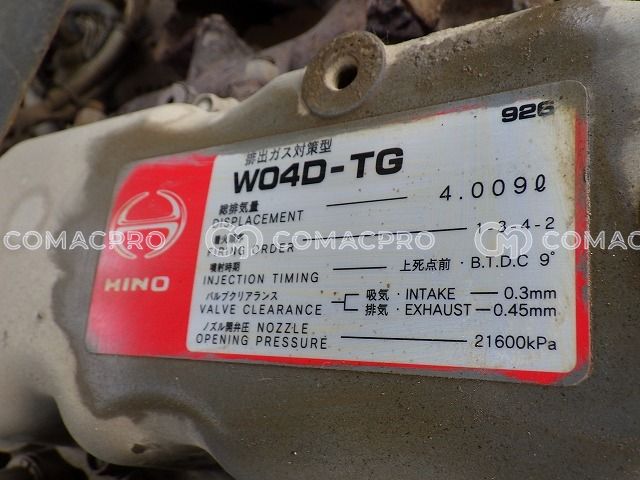 926
排出ガス対策型
W04D-TG
総排気量
DISPLACEMENT 4.009ℓ
FIRING ORDER 1-3-4-2
噴射時期
INJECTION TIMING 上死点前・B.T.D.C 9°
バルブクリアランス 吸気・INTAKE 0.3mm
VALVE CLEARANCE 排気・EXHAUST 0.45mm
ノズル開弁圧 NOZZLE
OPENING PRESSURE 21600kPa
HINO
COMACPRO COMACPRO COMACPRO